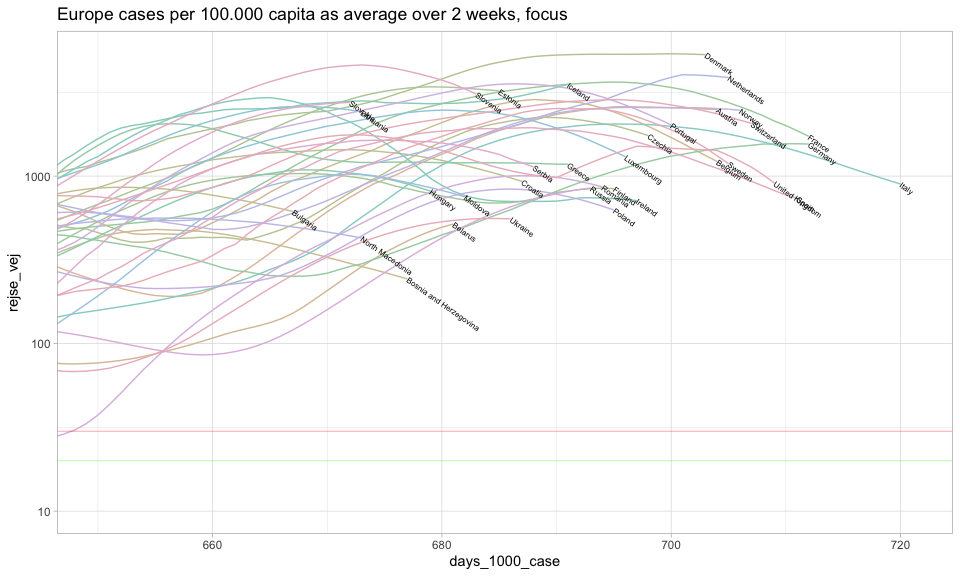 Europe cases per 100.000 capita as average over 2 weeks, focus
rejse_vej
1000
100
10
Denmark
Netherlands
Iceland
Estonia
Slovenia
Norway
Austria
Switzerland
Portugal
France
Germany
Czechia
Luxembourg
Belgium
Sweden
United Kingdom
Italy
Greece
Serbia
Croatia
Russia
Romania
Finland
Ireland
Poland
Hungary
Moldova
Ukraine
Belarus
Bulgaria
North Macedonia
Bosnia and Herzegovina
660
680
700
720
days_1000_case